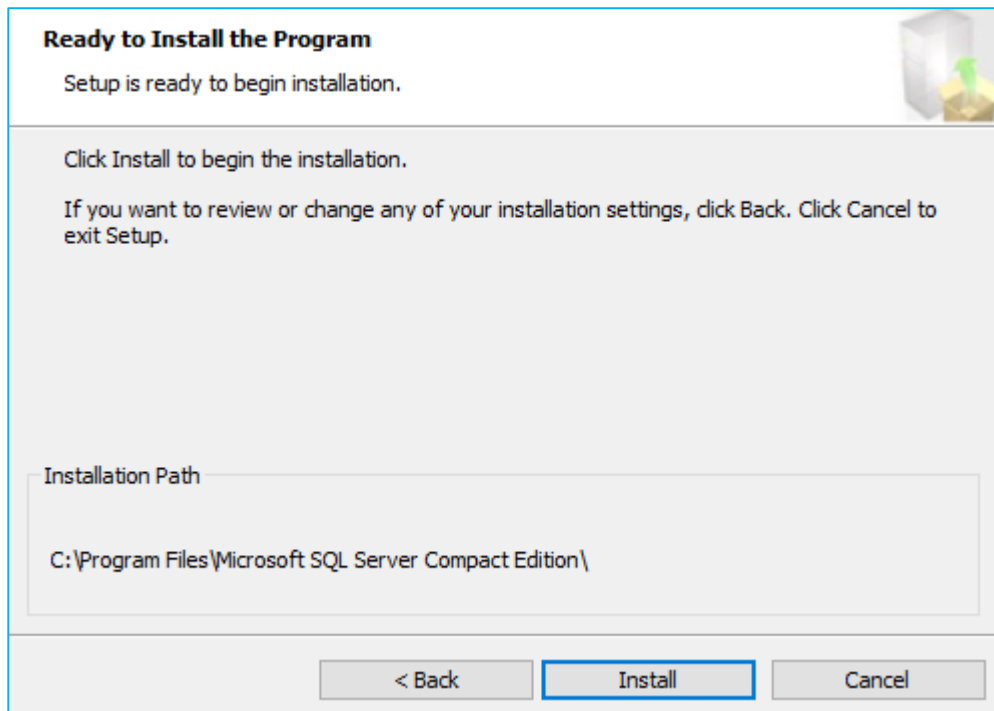 Ready to Install the Program
Setup is ready to begin installation.
Click Install to begin the installation.
If you want to review or change any of your installation settings, click Back. Click Cancel to
exit Setup.
Installation Path
C:\Program Files\Microsoft SQL Server Compact Edition\
< Back
Install
Cancel